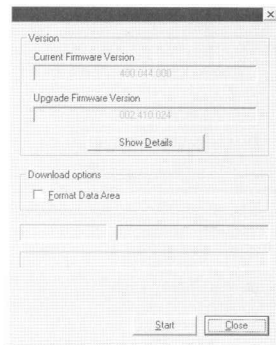 Version
Current Firmware Version
400.044.000
Upgrade Firmware Version
002.410.024
Show Details
Download options
Format Data Area
Start
Close